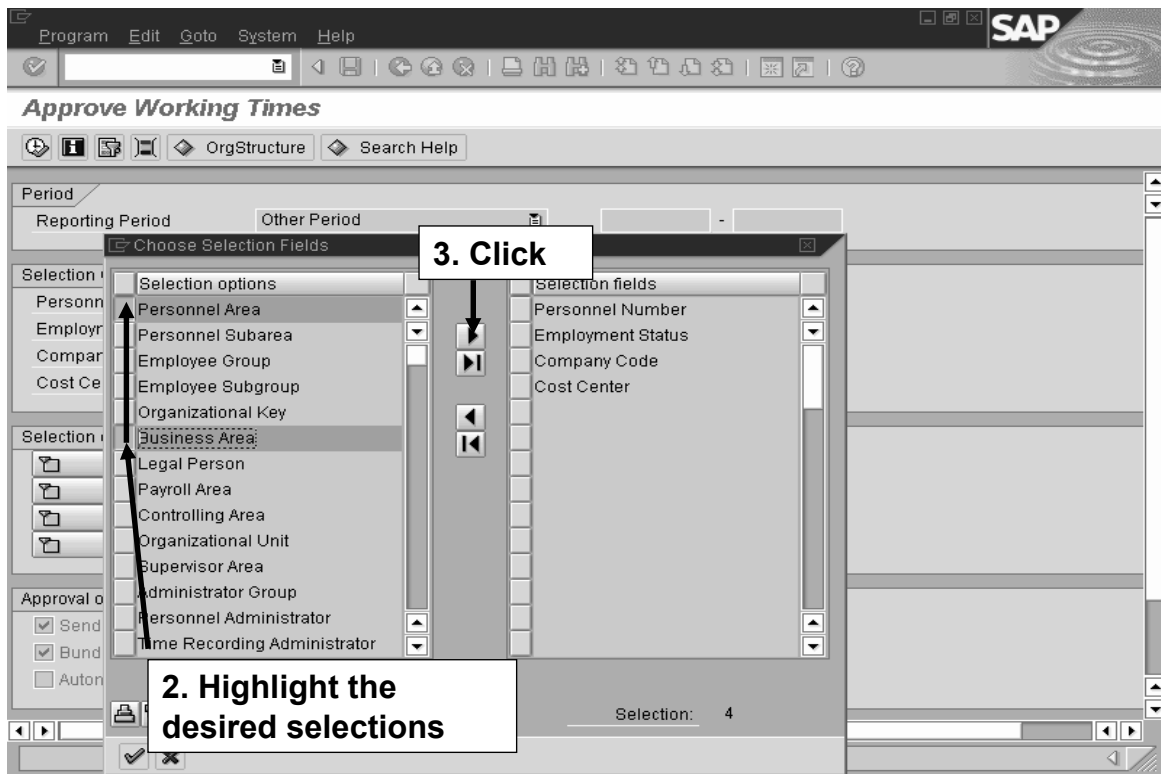 Program Edit Goto System Help
SAP
Approve Working Times
OrgStructure Search Help
Period
Reporting Period Other Period -
Choose Selection Fields
3. Click
Selection
Selection options
Selection fields
Personn
Personnel Area
Personnel Number
Employr
Personnel Subarea
Employment Status
Compar
Employee Group
Company Code
Cost Ce
Employee Subgroup
Cost Center
Organizational Key
Selection
Business Area
Legal Person
Payroll Area
Controlling Area
Organizational Unit
Supervisor Area
Approval o
Administrator Group
Send
Personnel Administrator
Bund
Time Recording Administrator
Auton
2. Highlight the
desired selections
Selection: 4